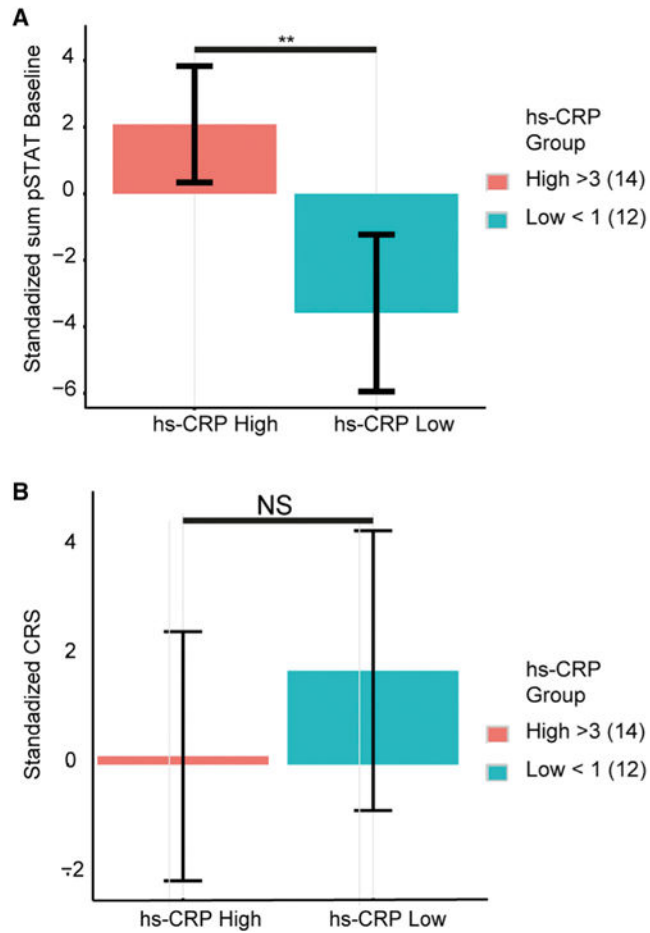 A
**
4
2
0
−2
−4
−6
Standadized sum pSTAT Baseline
hs-CRP High
hs-CRP Low
hs-CRP
Group
High >3 (14)
Low < 1 (12)
B
NS
4
2
0
−2
Standadized CRS
hs-CRP High
hs-CRP Low
hs-CRP
Group
High >3 (14)
Low < 1 (12)